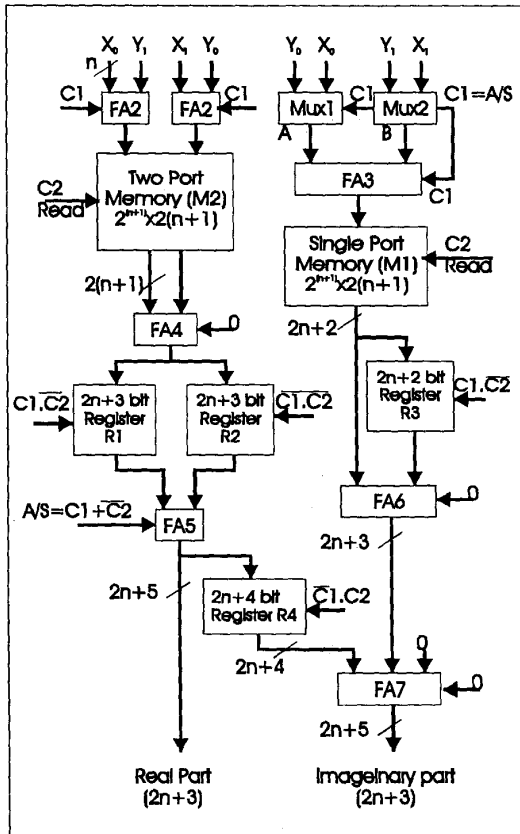 X₀ Y₁ X₁ Y₀ Y₀ X₀ Y₁ X₁
n
C1 FA2 FA2 C1 Mux1 C1 Mux2 C1=A/S
A B
Two Port
Memory (M2)
2⁽ⁿ⁺¹⁾x2(n+1)
C2
Read
FA3
C1
Single Port
Memory (M1)
2⁽ⁿ⁺¹⁾x2(n+1)
C2
Read
2(n+1)
2n+2
FA4 0
C1.C̅2̅
2n+3 bit
Register
R1
2n+3 bit
Register
R2
C̅1̅.C̅2̅
2n+2 bit
Register
R3
C1.C̅2̅
A/S=C1+C̅2̅
FA5
FA6 0
2n+3
2n+5
2n+4 bit
Register R4
C̅1.C2
2n+4
0
FA7 0
2n+5
Real Part
(2n+3)
Imageinary part
(2n+3)